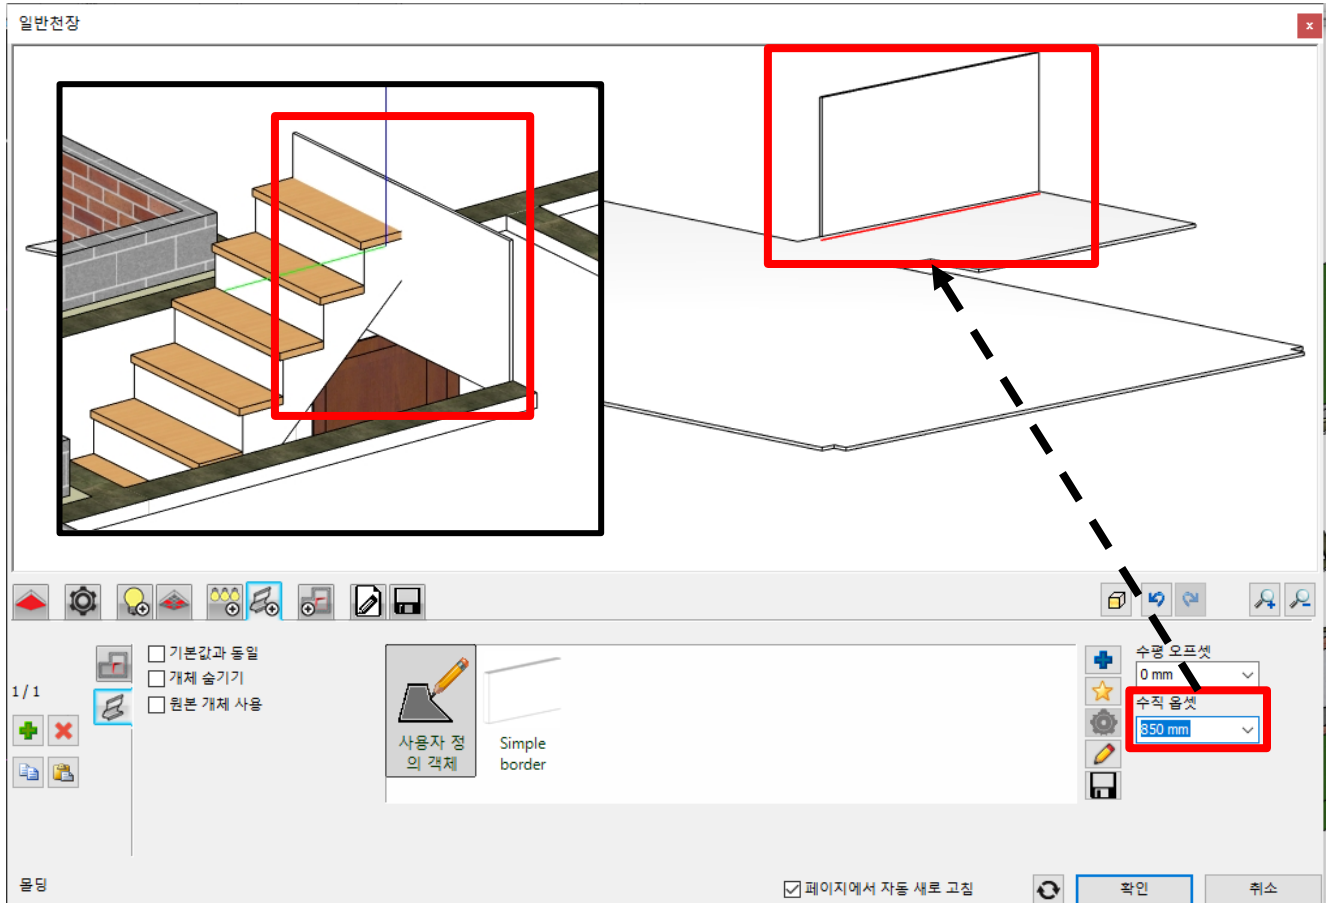 일반천장
x
기본값과 동일
개체 숨기기
원본 개체 사용
1 / 1
사용자 정
의 객체
Simple
border
수평 오프셋
0 mm
수직 옵셋
850 mm
몰딩
페이지에서 자동 새로 고침
확인
취소